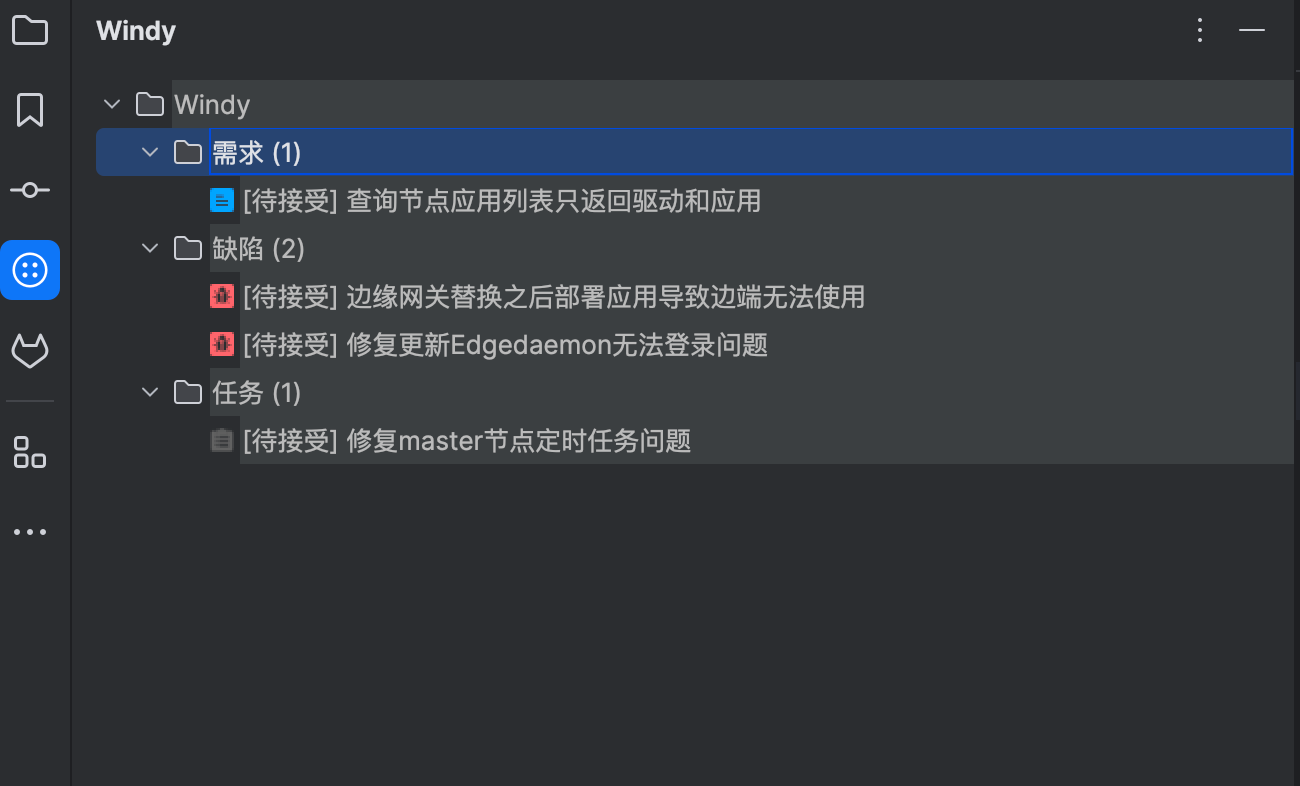 Windy
Windy
需求 (1)
[待接受] 查询节点应用列表只返回驱动和应用
缺陷 (2)
[待接受] 边缘网关替换之后部署应用导致边端无法使用
[待接受] 修复更新Edgedaemon无法登录问题
任务 (1)
[待接受] 修复master节点定时任务问题